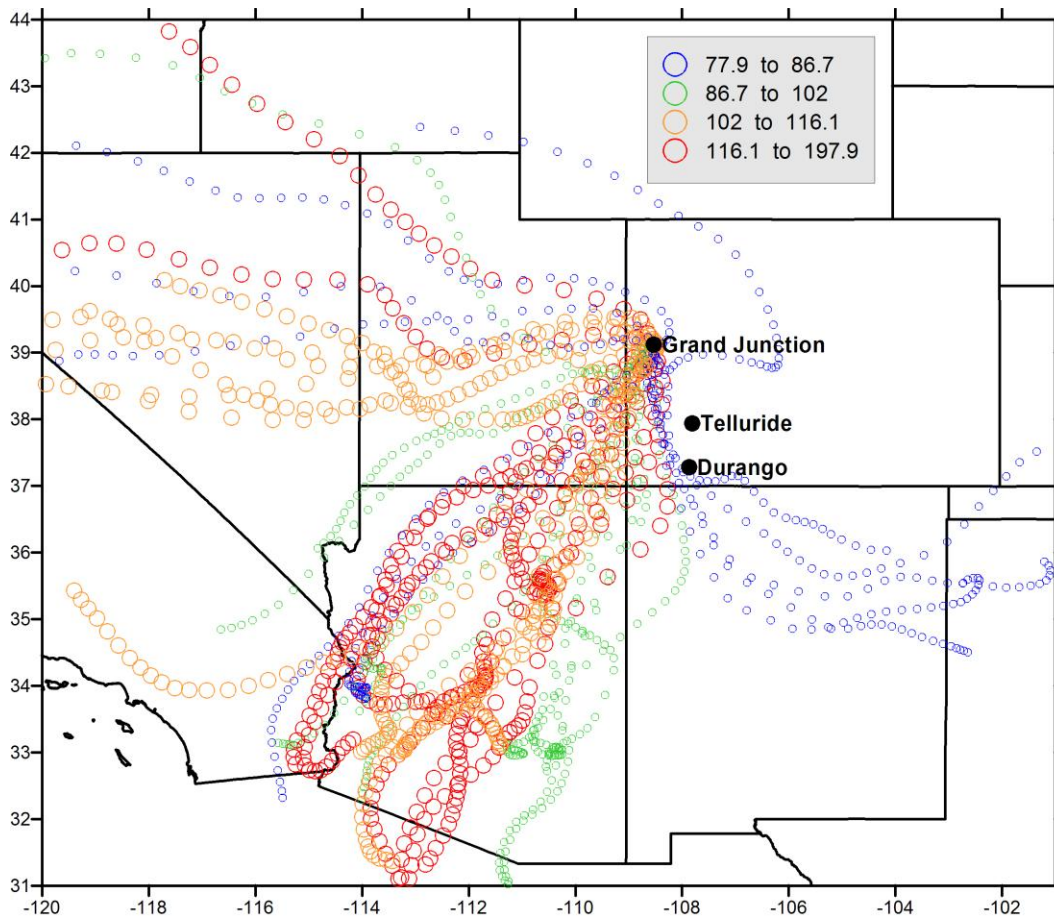 44
43
42
41
40
39
38
37
36
35
34
33
32
31
77.9 to 86.7
86.7 to 102
102 to 116.1
116.1 to 197.9
Grand Junction
Telluride
Durango
-120 -118 -116 -114 -112 -110 -108 -106 -104 -102